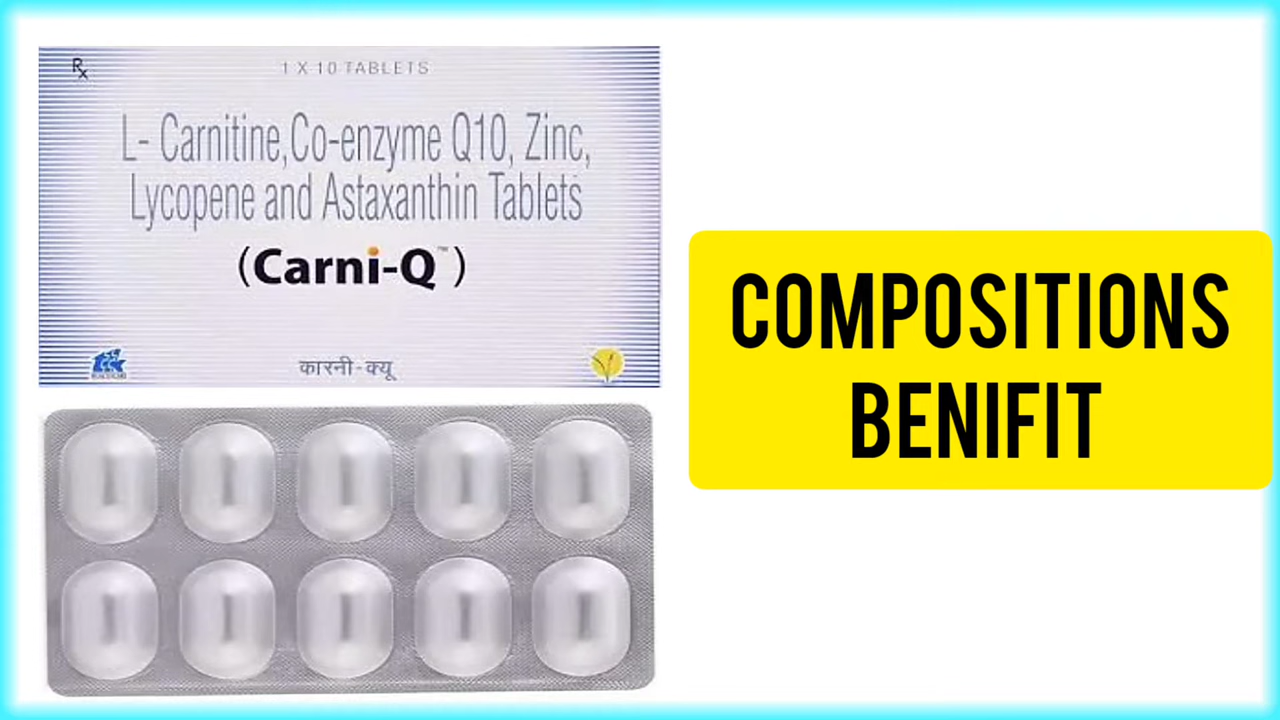 Rx
1 X 10 TABLETS
L- Carnitine,Co-enzyme Q10, Zinc,
Lycopene and Astaxanthin Tablets
(Carni-Q™)
कारनी-क्यू
COMPOSITIONS
BENIFIT